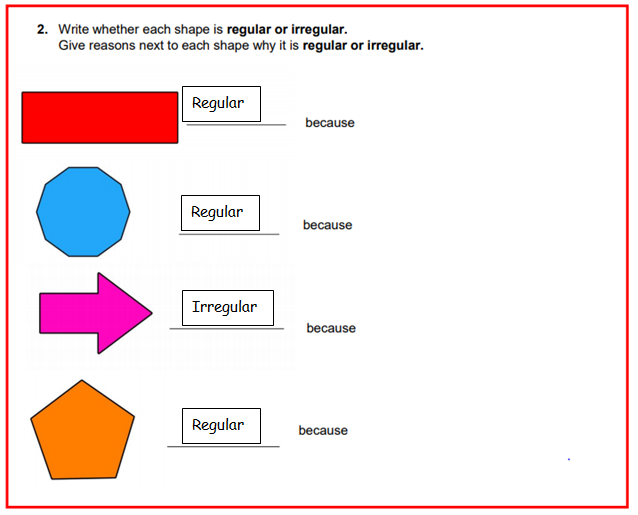 2. Write whether each shape is regular or irregular.
Give reasons next to each shape why it is regular or irregular.
Regular
because
Regular
because
Irregular
because
Regular
because